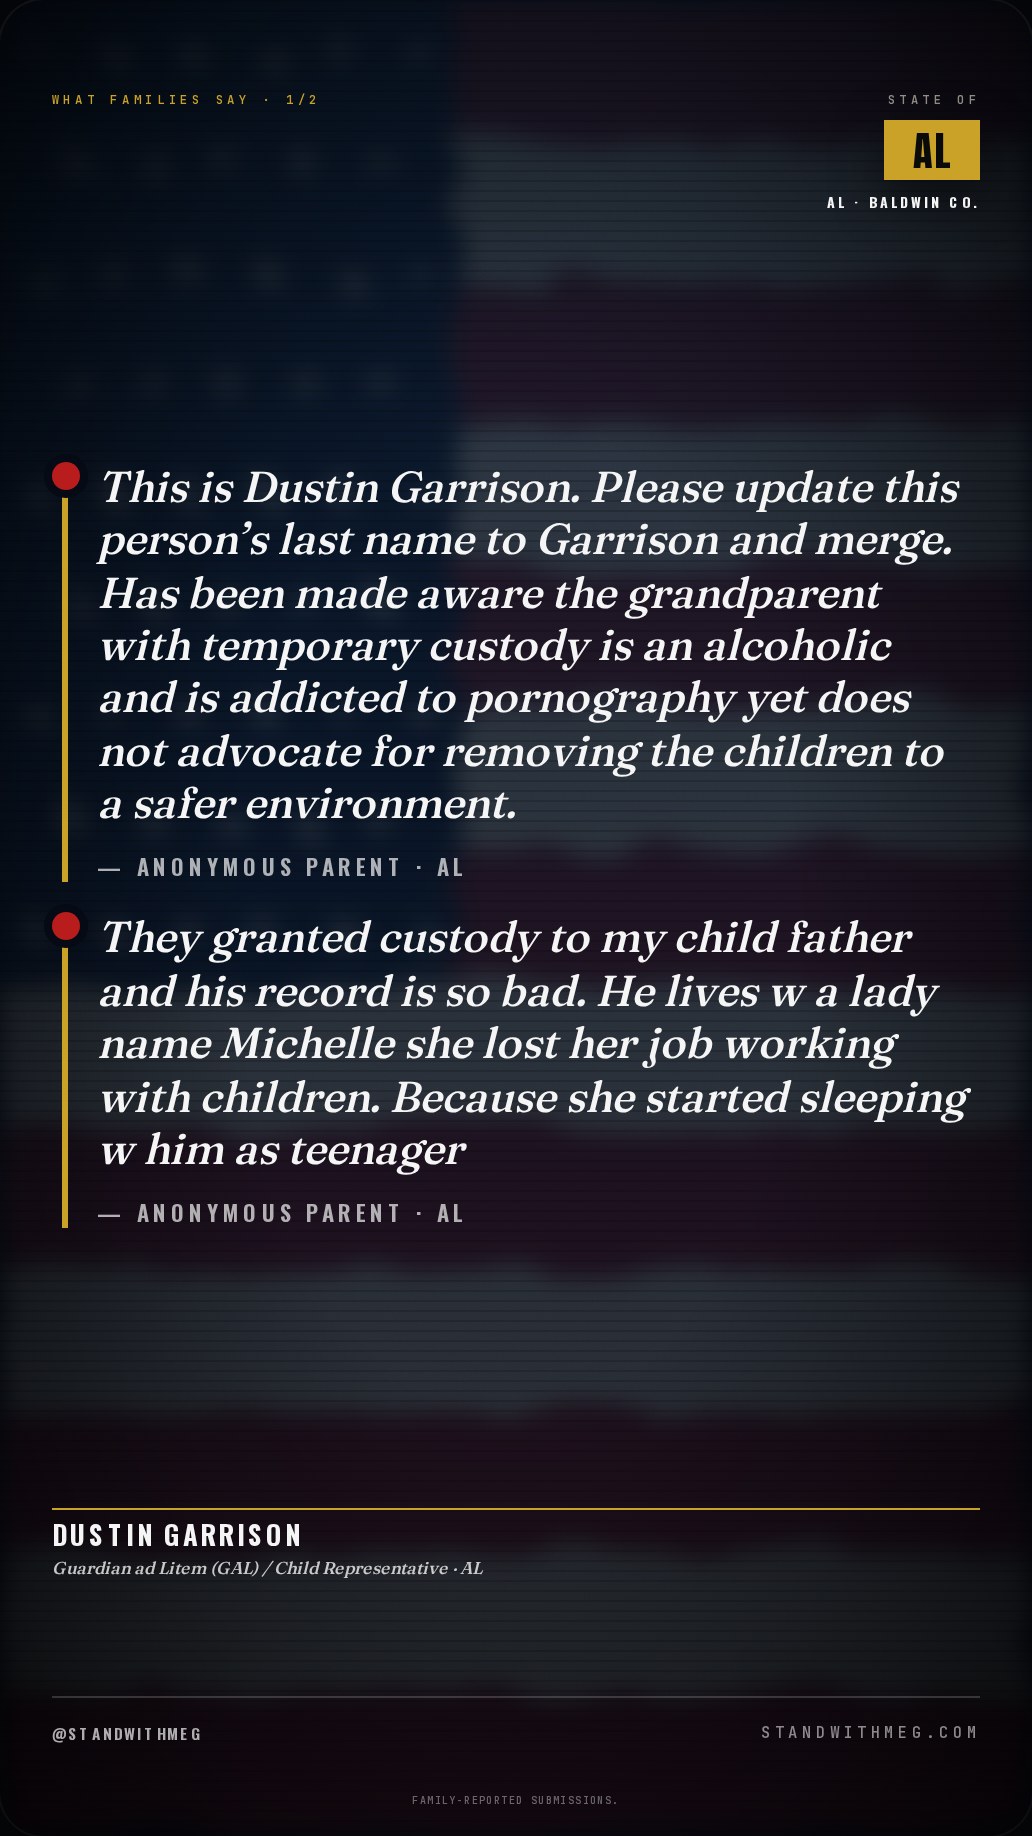 WHAT FAMILIES SAY · 1/2
STATE OF
AL
AL · BALDWIN CO.
This is Dustin Garrison. Please update this
person’s last name to Garrison and merge.
Has been made aware the grandparent
with temporary custody is an alcoholic
and is addicted to pornography yet does
not advocate for removing the children to
a safer environment.
— ANONYMOUS PARENT · AL
They granted custody to my child father
and his record is so bad. He lives w a lady
name Michelle she lost her job working
with children. Because she started sleeping
w him as teenager
— ANONYMOUS PARENT · AL
DUSTIN GARRISON
Guardian ad Litem (GAL) / Child Representative · AL
@STANDWITHMEG
STANDWITHMEG.COM
FAMILY-REPORTED SUBMISSIONS.